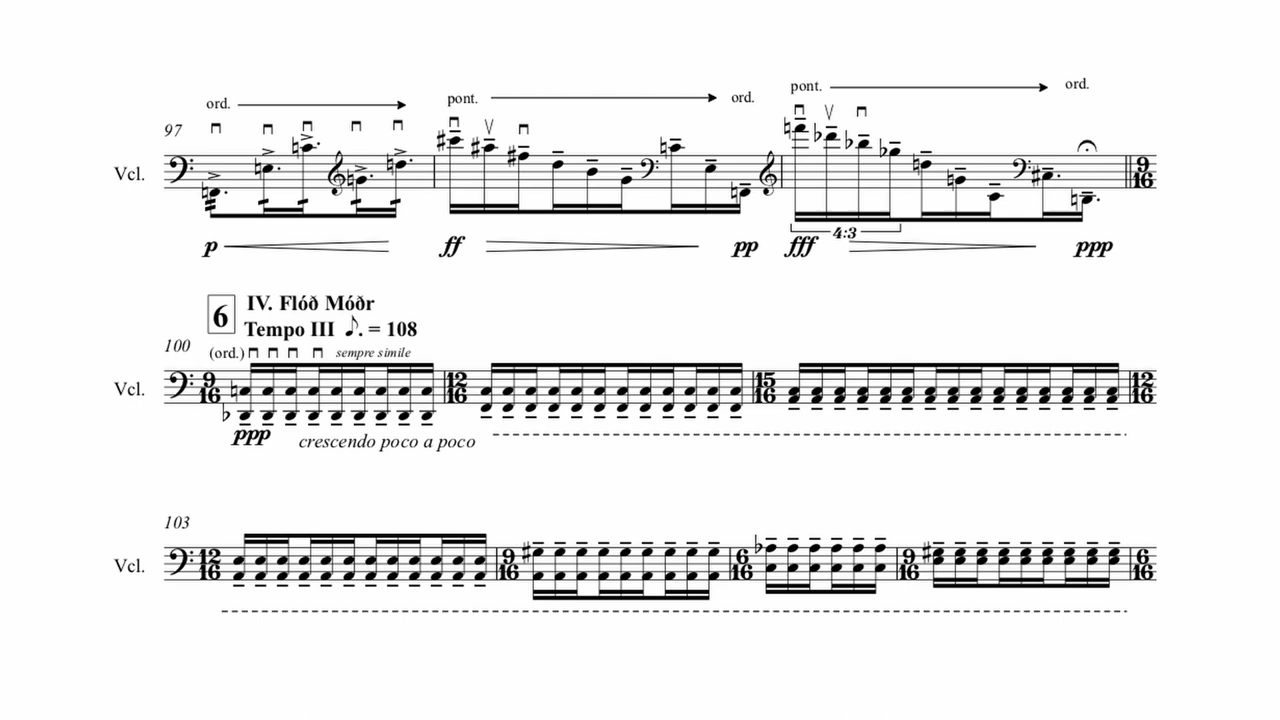 ord. pont. ord. pont. ord.
97
Vcl.
9
16
4:3
p ff pp fff ppp
6 IV. Flóð Móðr
Tempo III . = 108
100 (ord.) sempre simile
Vcl.
9 12 15 12
16 16 16 16
ppp crescendo poco a poco
103
Vcl.
12 9 6 9 6
16 16 16 16 16